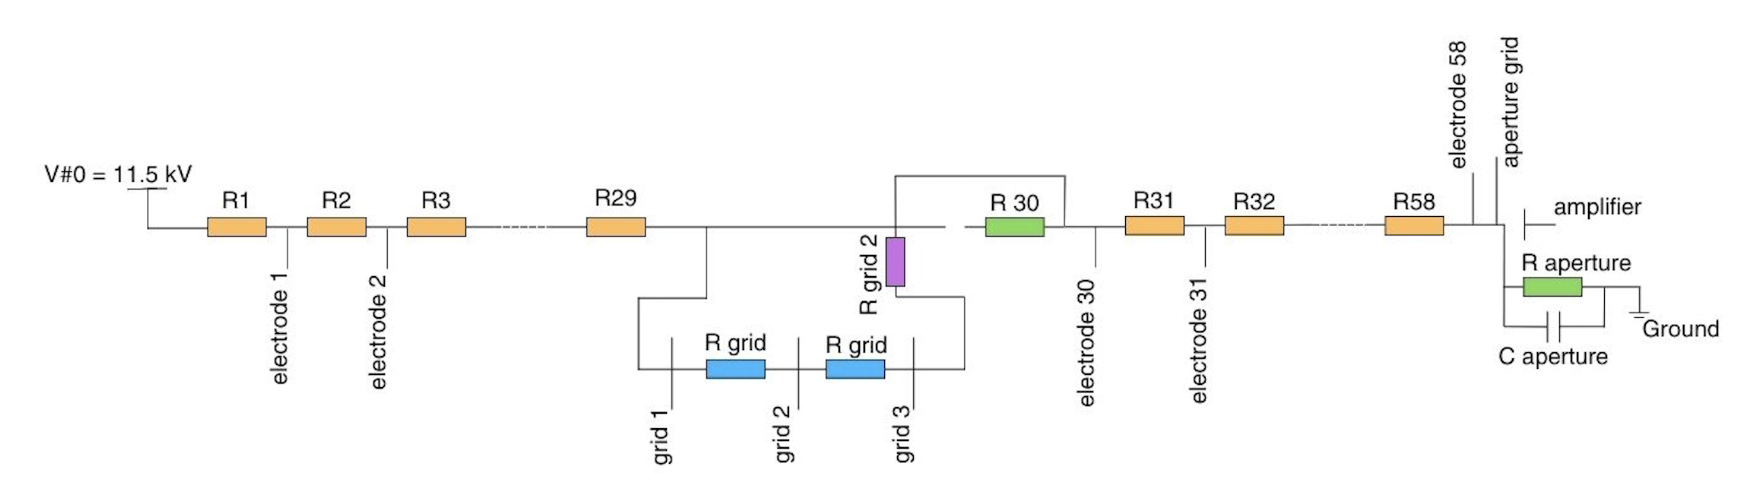 V#0 = 11.5 kV
R1
R2
R3
R29
R 30
R31
R32
R58
electrode 58
aperture grid
amplifier
electrode 1
electrode 2
R grid 2
R grid
R grid
grid 1
grid 2
grid 3
electrode 30
electrode 31
R aperture
Ground
C aperture